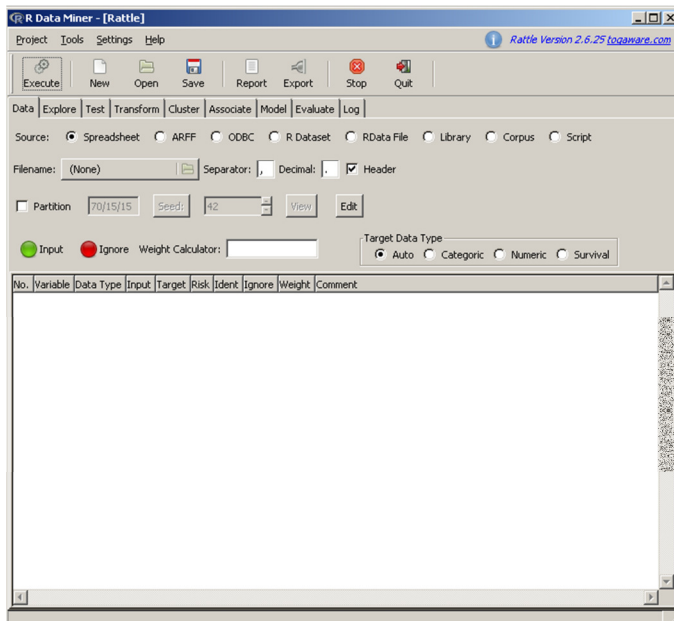 R Data Miner - [Rattle]
Project Tools Settings Help Rattle Version 2.6.25 togaware.com
Execute New Open Save Report Export Stop Quit
Data Explore Test Transform Cluster Associate Model Evaluate Log
Source: Spreadsheet ARFF ODBC R Dataset RData File Library Corpus Script
Filename: (None) Separator: , Decimal: . Header
Partition 70/15/15 Seed: 42 View Edit
Target Data Type
Input Ignore Weight Calculator: Auto Categoric Numeric Survival
No. Variable Data Type Input Target Risk Ident Ignore Weight Comment